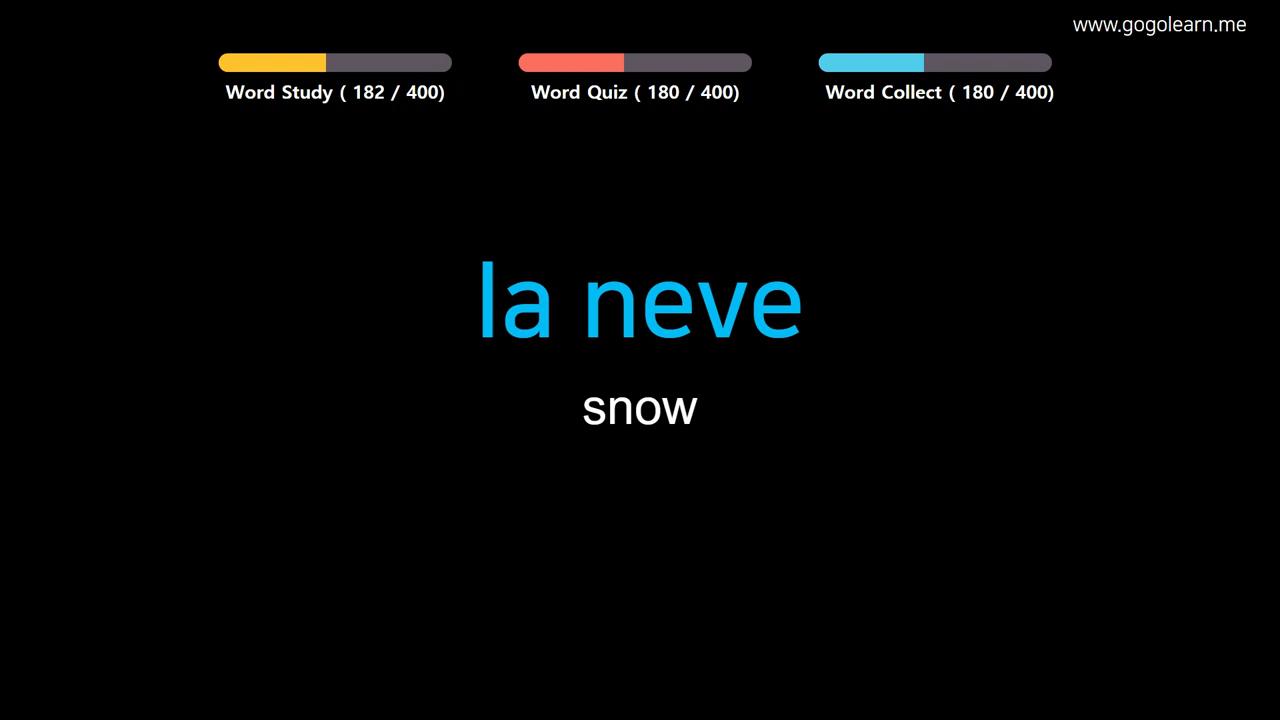 www.gogolearn.me
Word Study ( 182 / 400)
Word Quiz ( 180 / 400)
Word Collect ( 180 / 400)
la neve
snow